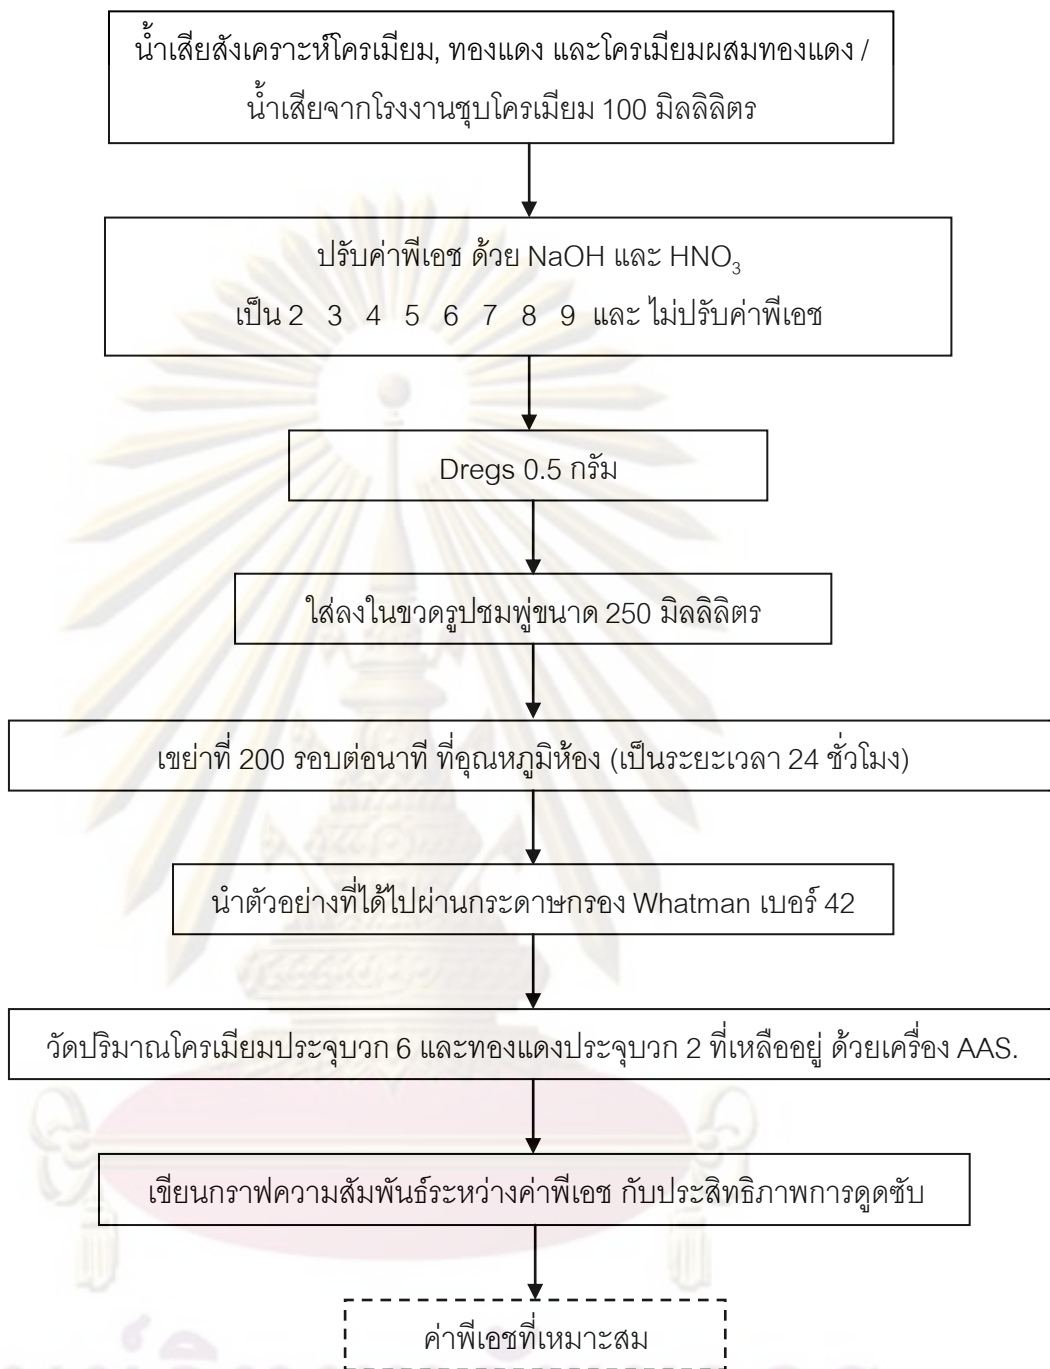 น้ำเสียสังเคราะห์โครเมียม, ทองแดง และโครเมียมผสมทองแดง /
น้ำเสียจากโรงงานชุบโครเมียม 100 มิลลิลิตร
ปรับค่าพีเอช ด้วย NaOH และ HNO₃
เป็น 2 3 4 5 6 7 8 9 และ ไม่ปรับค่าพีเอช
Dregs 0.5 กรัม
ใส่ลงในขวดรูปชมพู่ขนาด 250 มิลลิลิตร
เขย่าที่ 200 รอบต่อนาที ที่อุณหภูมิห้อง (เป็นระยะเวลา 24 ชั่วโมง)
นำตัวอย่างที่ได้ไปผ่านกระดาษกรอง Whatman เบอร์ 42
วัดปริมาณโครเมียมประจุบวก 6 และทองแดงประจุบวก 2 ที่เหลืออยู่ ด้วยเครื่อง AAS.
เขียนกราฟความสัมพันธ์ระหว่างค่าพีเอช กับประสิทธิภาพการดูดซับ
ค่าพีเอชที่เหมาะสม